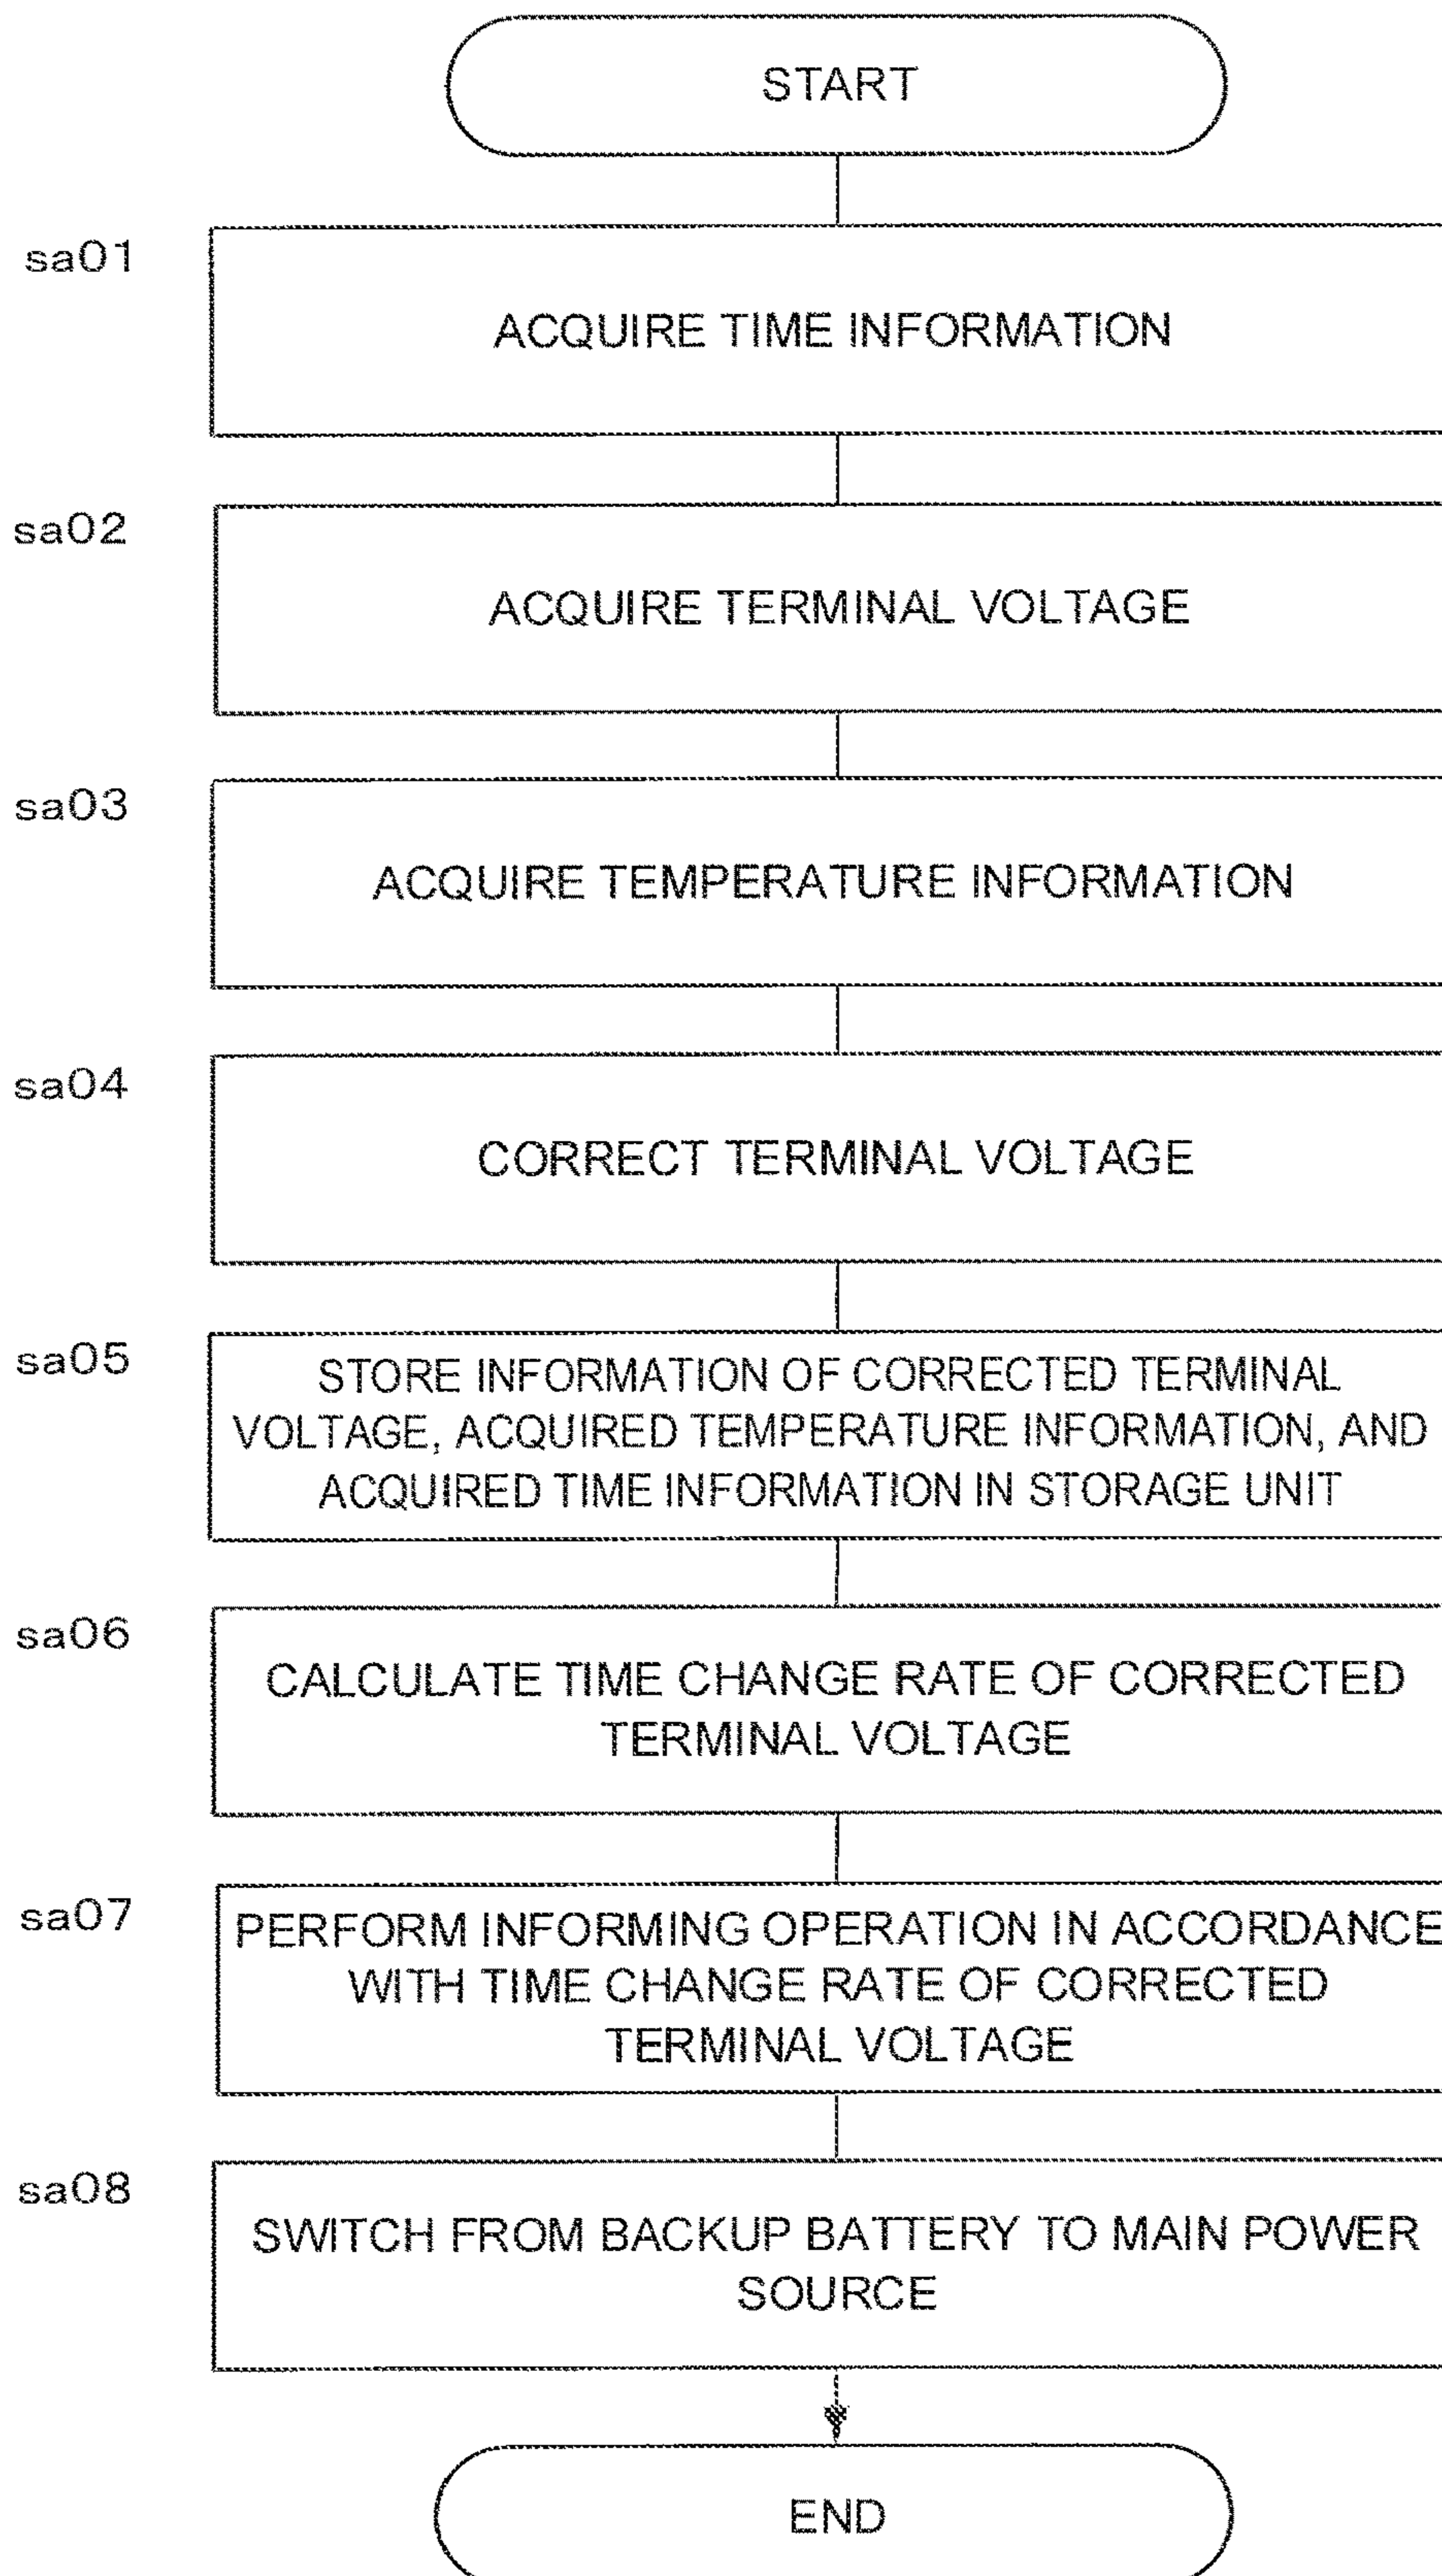 START
sa01
ACQUIRE TIME INFORMATION
sa02
ACQUIRE TERMINAL VOLTAGE
sa03
ACQUIRE TEMPERATURE INFORMATION
sa04
CORRECT TERMINAL VOLTAGE
sa05
STORE INFORMATION OF CORRECTED TERMINAL
VOLTAGE, ACQUIRED TEMPERATURE INFORMATION, AND
ACQUIRED TIME INFORMATION IN STORAGE UNIT
sa06
CALCULATE TIME CHANGE RATE OF CORRECTED
TERMINAL VOLTAGE
sa07
PERFORM INFORMING OPERATION IN ACCORDANCE
WITH TIME CHANGE RATE OF CORRECTED
TERMINAL VOLTAGE
sa08
SWITCH FROM BACKUP BATTERY TO MAIN POWER
SOURCE
END